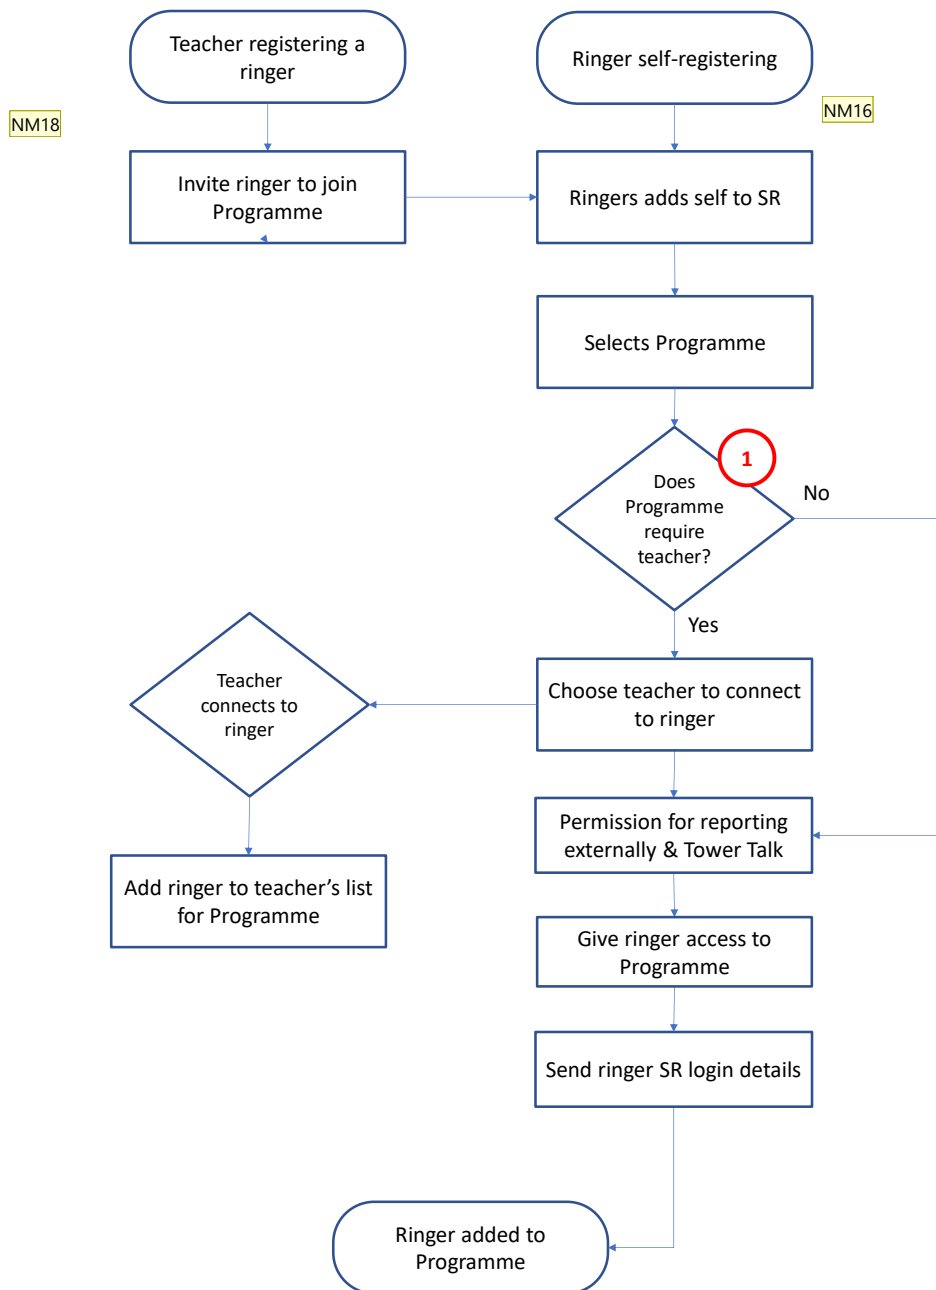 Teacher registering a
ringer
Ringer self-registering
NM18
NM16
Invite ringer to join
Programme
Ringers adds self to SR
Selects Programme
1
Does
Programme
require
teacher?
No
Yes
Teacher
connects to
ringer
Choose teacher to connect
to ringer
Permission for reporting
externally & Tower Talk
Add ringer to teacher’s list
for Programme
Give ringer access to
Programme
Send ringer SR login details
Ringer added to
Programme